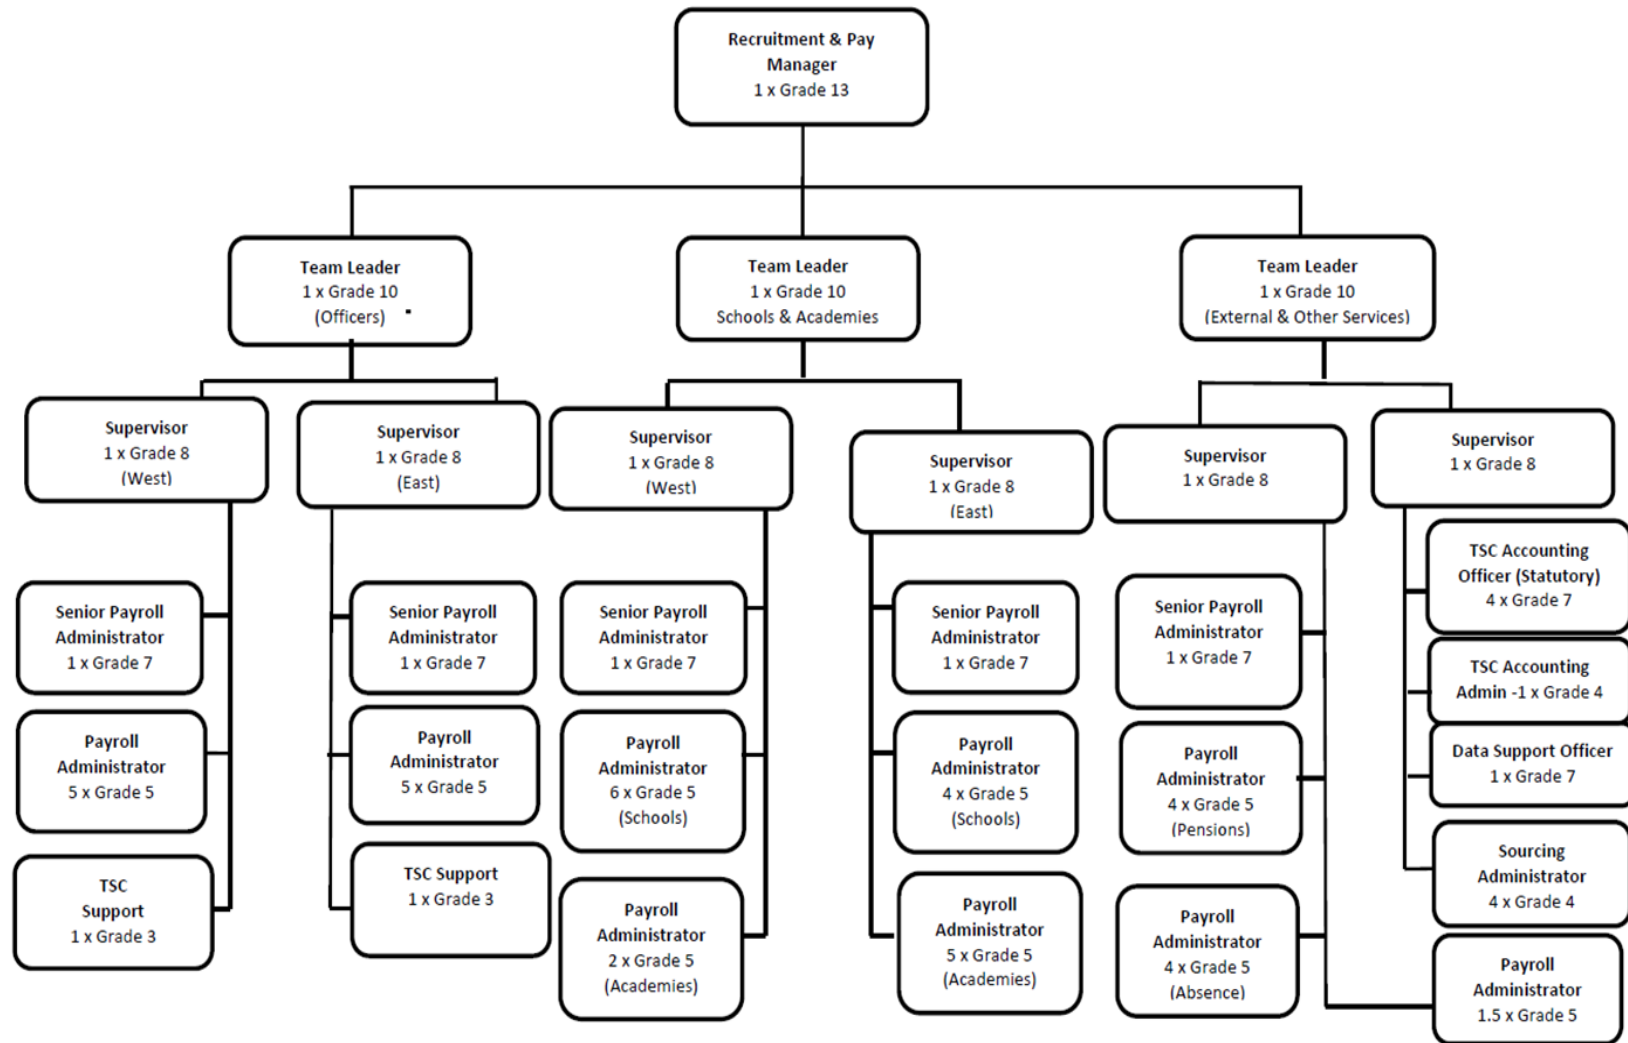 Recruitment & Pay
Manager
1 x Grade 13
Team Leader
1 x Grade 10
(Officers)
Team Leader
1 x Grade 10
Schools & Academies
Team Leader
1 x Grade 10
(External & Other Services)
Supervisor
1 x Grade 8
(West)
Supervisor
1 x Grade 8
(East)
Supervisor
1 x Grade 8
(West)
Supervisor
1 x Grade 8
(East)
Supervisor
1 x Grade 8
Supervisor
1 x Grade 8
Senior Payroll
Administrator
1 x Grade 7
Payroll
Administrator
5 x Grade 5
TSC
Support
1 x Grade 3
Senior Payroll
Administrator
1 x Grade 7
Payroll
Administrator
5 x Grade 5
TSC Support
1 x Grade 3
Senior Payroll
Administrator
1 x Grade 7
Payroll
Administrator
6 x Grade 5
(Schools)
Payroll
Administrator
2 x Grade 5
(Academies)
Senior Payroll
Administrator
1 x Grade 7
Payroll
Administrator
4 x Grade 5
(Schools)
Payroll
Administrator
5 x Grade 5
(Academies)
Senior Payroll
Administrator
1 x Grade 7
Payroll
Administrator
4 x Grade 5
(Pensions)
Payroll
Administrator
4 x Grade 5
(Absence)
TSC Accounting
Officer (Statutory)
4 x Grade 7
TSC Accounting
Admin -1 x Grade 4
Data Support Officer
1 x Grade 7
Sourcing
Administrator
4 x Grade 4
Payroll
Administrator
1.5 x Grade 5